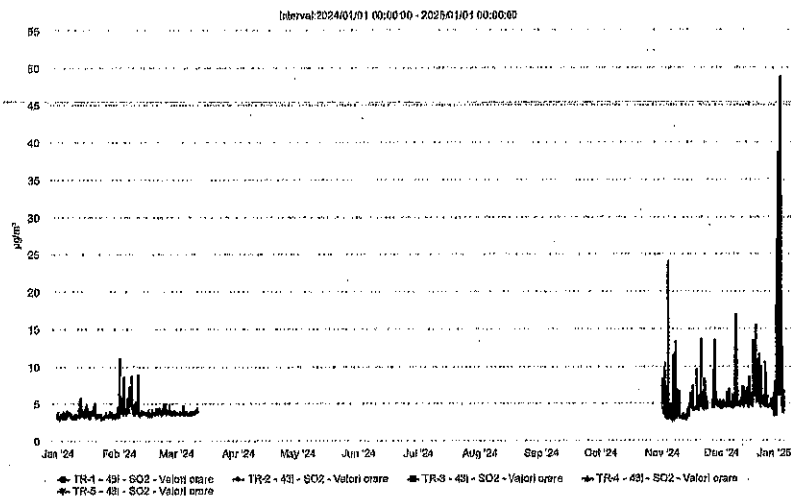 Interval:2024/01/01 00:00:00 - 2025/01/01 00:00:00
55
50
45
40
35
30
25
20
15
10
5
0
µg/m³
Jan '24 Feb '24 Mar '24 Apr '24 May '24 Jun '24 Jul '24 Aug '24 Sep '24 Oct '24 Nov '24 Dec '24 Jan '25
TR-1 - 43i - SO2 - Valori orare TR-2 - 43i - SO2 - Valori orare TR-3 - 43i - SO2 - Valori orare TR-4 - 43i - SO2 - Valori orare
TR-5 - 43i - SO2 - Valori orare